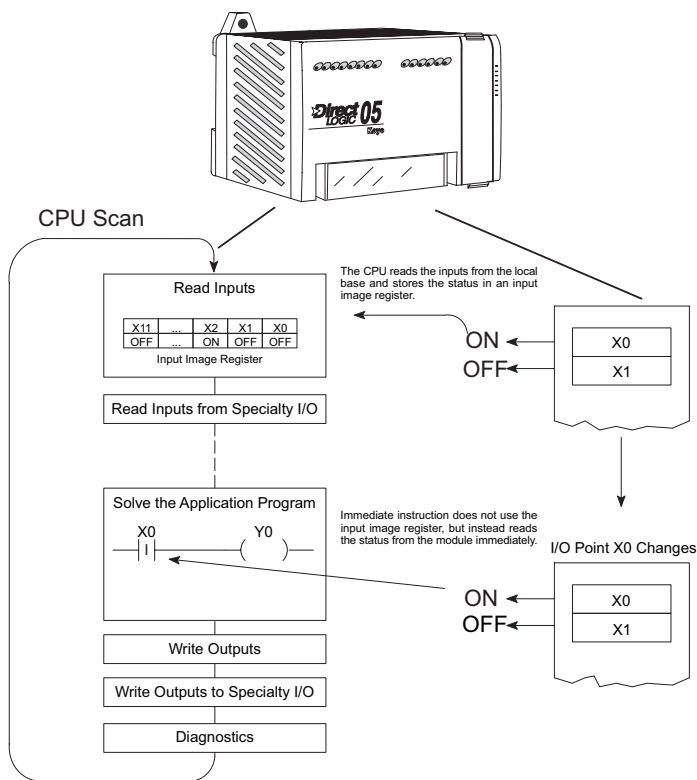 Direct
LOGIC 05
Koyo
CPU Scan
Read Inputs
X11 ... X2 X1 X0
OFF ... ON OFF OFF
Input Image Register
The CPU reads the inputs from the local
base and stores the status in an input
image register.
ON
OFF
X0
X1
Read Inputs from Specialty I/O
Solve the Application Program
X0 Y0
I
Immediate instruction does not use the
input image register, but instead reads
the status from the module immediately.
I/O Point X0 Changes
ON
OFF
X0
X1
Write Outputs
Write Outputs to Specialty I/O
Diagnostics